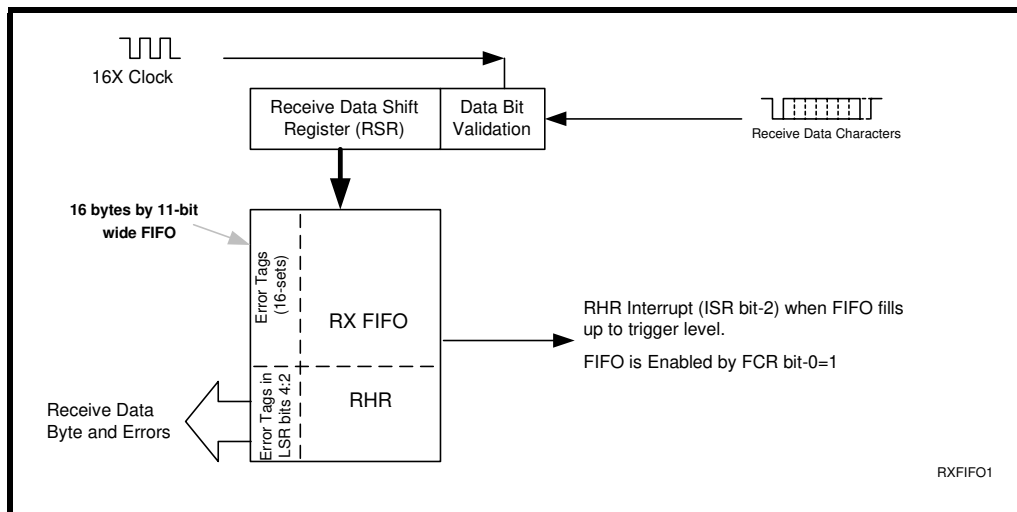 16X Clock
Receive Data Shift
Register (RSR)
Data Bit
Validation
Receive Data Characters
16 bytes by 11-bit
wide FIFO
Error Tags
(16-sets)
RX FIFO
RHR Interrupt (ISR bit-2) when FIFO fills
up to trigger level.
FIFO is Enabled by FCR bit-0=1
Error Tags in
LSR bits 4:2
RHR
Receive Data
Byte and Errors
RXFIFO1